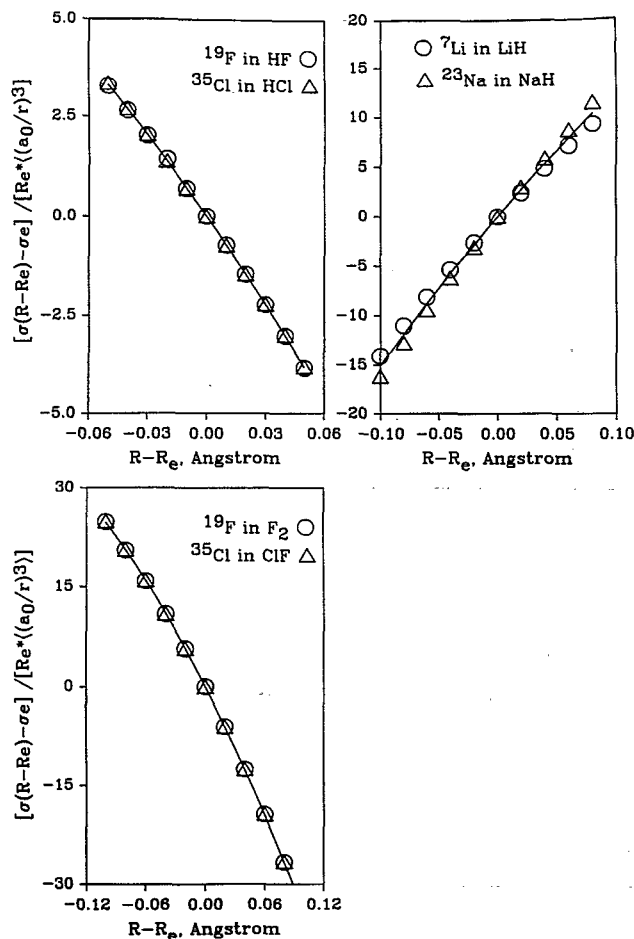 [σ(R−Re)−σe] / [Re*⟨(a₀/r)³⟩]
¹⁹F in HF ○
³⁵Cl in HCl △
2.5
0.0
−2.5
−5.0
−0.06 −0.03 0.00 0.03 0.06
R−Rₑ, Angstrom
○ ⁷Li in LiH
△ ²³Na in NaH
20
15
10
5
0
−5
−10
−15
−20
−0.10 −0.05 0.00 0.05 0.10
R−Rₑ, Angstrom
[σ(R−Re)−σe] / [Re*⟨(a₀/r)³⟩]
¹⁹F in F₂ ○
³⁵Cl in ClF △
30
15
0
−15
−30
−0.12 −0.06 0.00 0.06 0.12
R−Rₑ, Angstrom